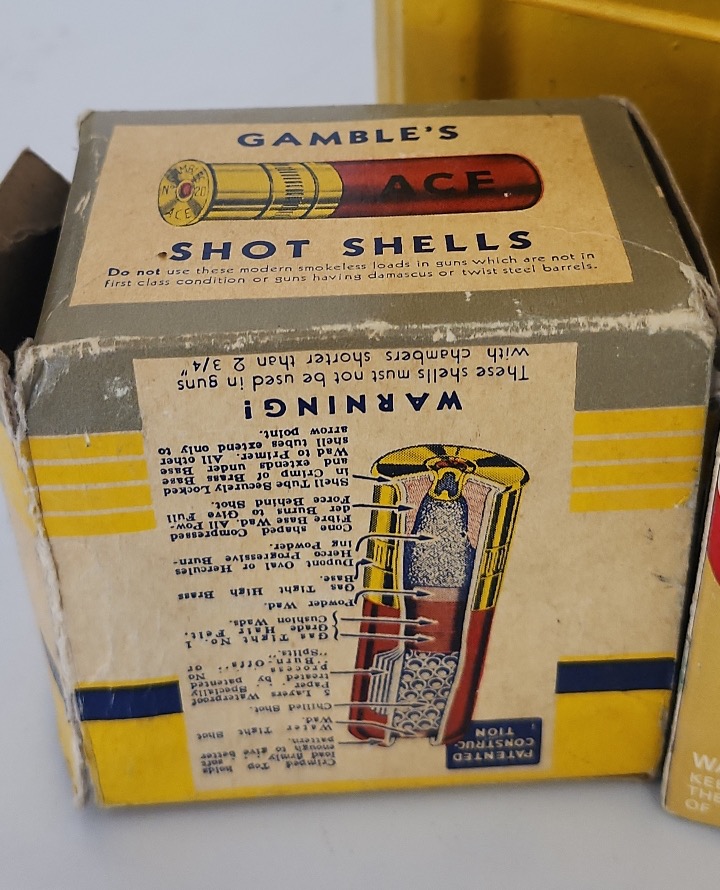 GAMBLE'S
ACE
No 20
ACE
SHOT SHELLS
Do not use these modern smokeless loads in guns which are not in
first class condition or guns having damascus or twist steel barrels.
PATENTED
CONSTRUC-
TION
Crimped Top holds
load firmly soft
enough to give better
pattern.
Water Tight Shot
Wad.
Chilled Shot.
5 Layers Waterproof
Paper Specially
treated by patented
Process No
"Burn-Offs" or
"Splits."
Gas Tight No. 1
Grade Hair Felt
Cushion Wads.
Powder Wad.
Gas Tight High Brass
Base.
Dupont Oval or Hercules
Herco Progressive Burn-
ing Powder.
Cone shaped Compressed
Fibre Base Wad. All Pow-
der Burns to Give Full
Force Behind Shot.
Shell Tube Securely Locked
in Crimp of Brass Base
and extends under Base
Wad to Primer. All other
shell tubes extend only to
arrow point.
WARNING!
These shells must not be used in guns
with chambers shorter than 2 3/4"
WA
KEE
THE
OF